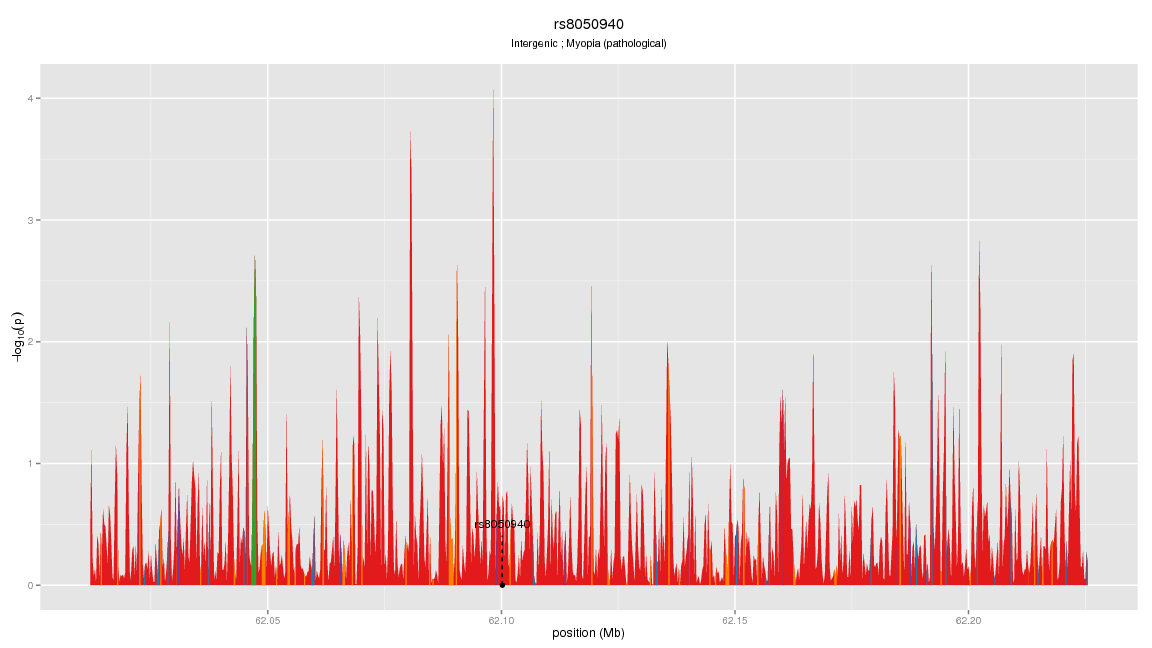 rs8050940
Intergenic ; Myopia (pathological)
4
3
2
1
0
−log10(p)
rs8050940
62.05
62.10
62.15
62.20
position (Mb)